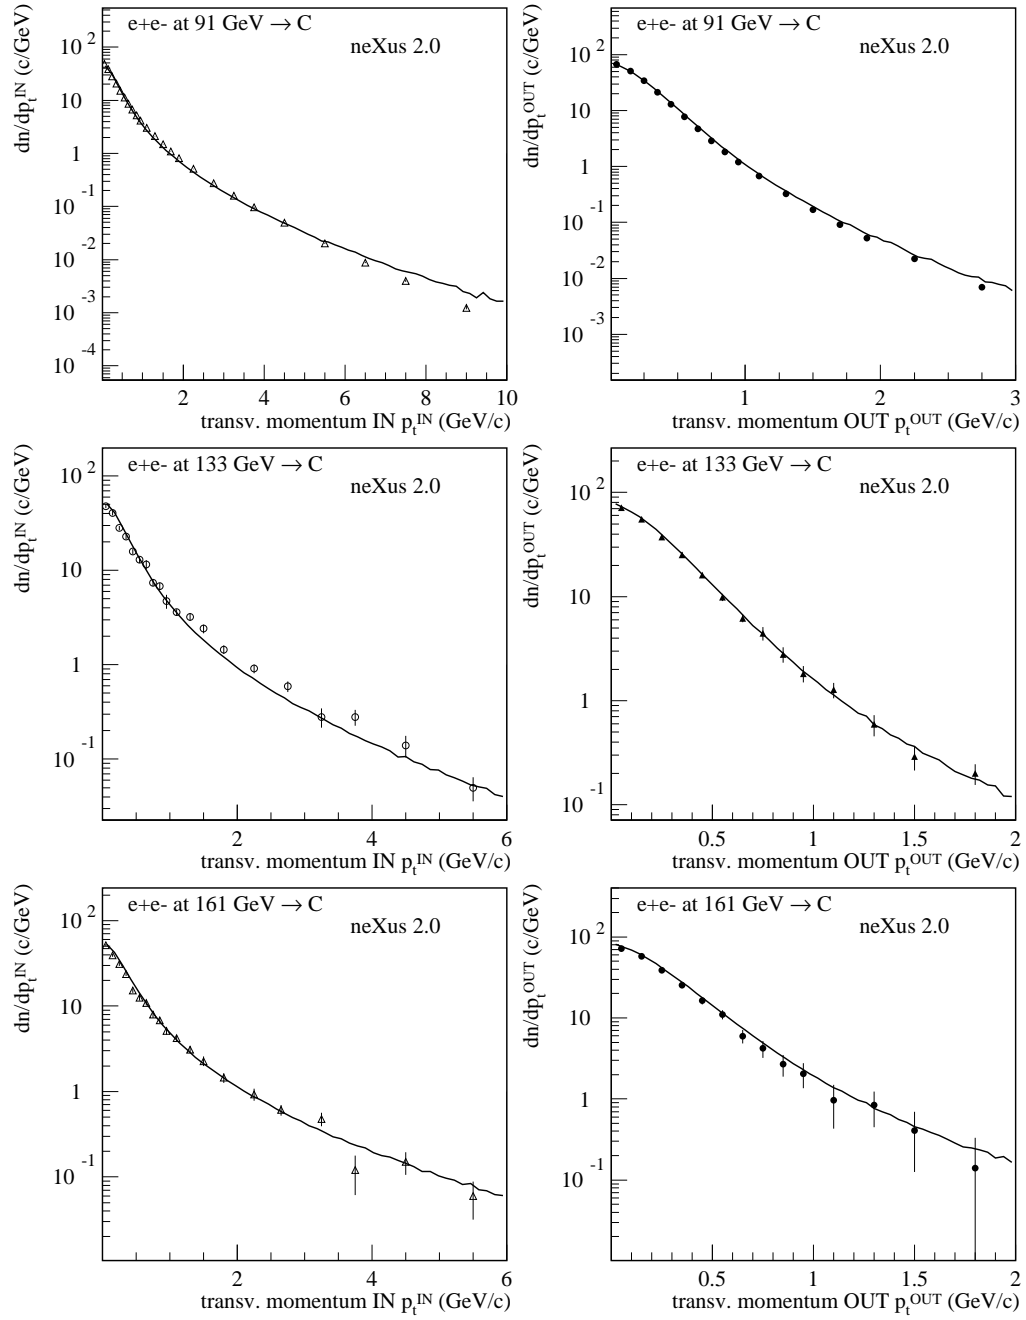 e+e- at 91 GeV → C
neXus 2.0
dn/dp_t^IN (c/GeV)
10^2
10
1
10^-1
10^-2
10^-3
10^-4
2 4 6 8 10
transv. momentum IN p_t^IN (GeV/c)
e+e- at 91 GeV → C
neXus 2.0
dn/dp_t^OUT (c/GeV)
10^2
10
1
10^-1
10^-2
10^-3
1 2 3
transv. momentum OUT p_t^OUT (GeV/c)
e+e- at 133 GeV → C
neXus 2.0
dn/dp_t^IN (c/GeV)
10^2
10
1
10^-1
2 4 6
transv. momentum IN p_t^IN (GeV/c)
e+e- at 133 GeV → C
neXus 2.0
dn/dp_t^OUT (c/GeV)
10^2
10
1
10^-1
0.5 1 1.5 2
transv. momentum OUT p_t^OUT (GeV/c)
e+e- at 161 GeV → C
neXus 2.0
dn/dp_t^IN (c/GeV)
10^2
10
1
10^-1
2 4 6
transv. momentum IN p_t^IN (GeV/c)
e+e- at 161 GeV → C
neXus 2.0
dn/dp_t^OUT (c/GeV)
10^2
10
1
10^-1
0.5 1 1.5 2
transv. momentum OUT p_t^OUT (GeV/c)